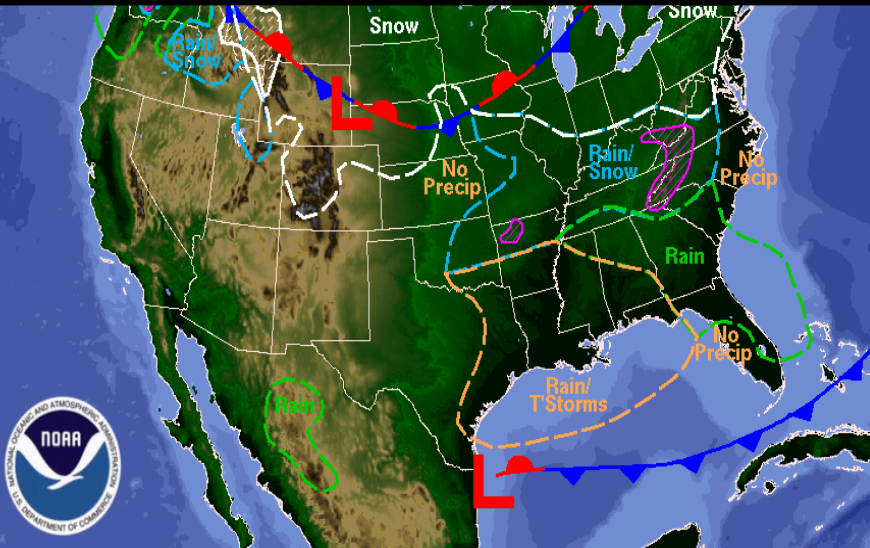 Snow
Snow
Rain/
Snow
No
Precip
Rain/
Snow
No
Precip
Rain
No
Precip
Rain/
T'Storms
Rain
L
L
NATIONAL OCEANIC AND ATMOSPHERIC ADMINISTRATION
NOAA
U.S. DEPARTMENT OF COMMERCE